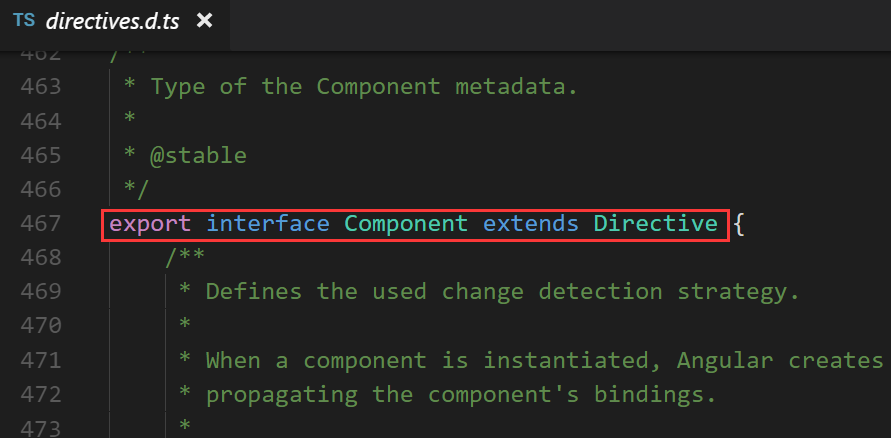 TS directives.d.ts ×
462 /**
463 * Type of the Component metadata.
464 *
465 * @stable
466 */
467 export interface Component extends Directive {
468 /**
469 * Defines the used change detection strategy.
470 *
471 * When a component is instantiated, Angular creates
472 * propagating the component's bindings.
473 *